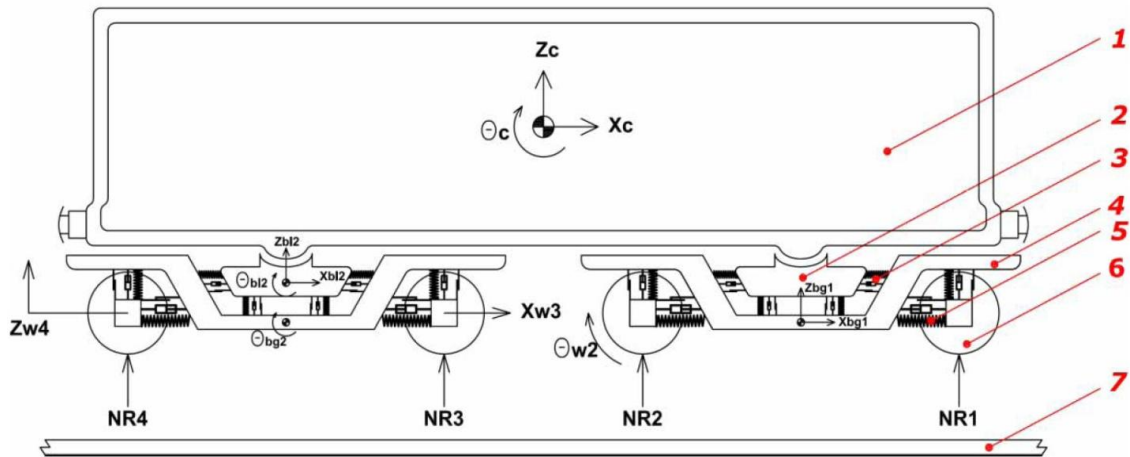 1
Zc
2
Θc
Xc
3
4
5
6
Zbl2
Θbl2
Xbl2
Zbg1
Zw4
Xw3
Θbg2
Xbg1
Θw2
7
NR4
NR3
NR2
NR1